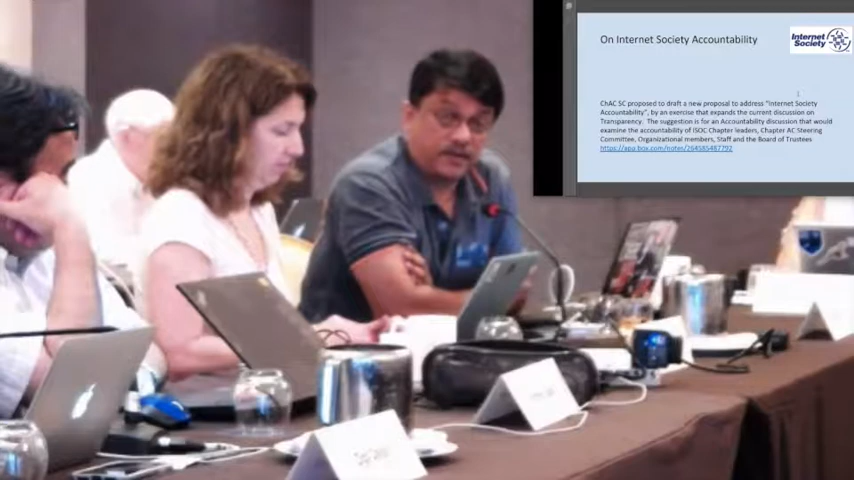 On Internet Society Accountability
Internet
Society
ChAC SC proposed to draft a new proposal to address "Internet Society
Accountability", by an exercise that expands the current discussion on
Transparency. The suggestion is for an Accountability discussion that would
examine the accountability of ISOC Chapter leaders, Chapter AC Steering
Committee, Organizational members, Staff and the Board of Trustees